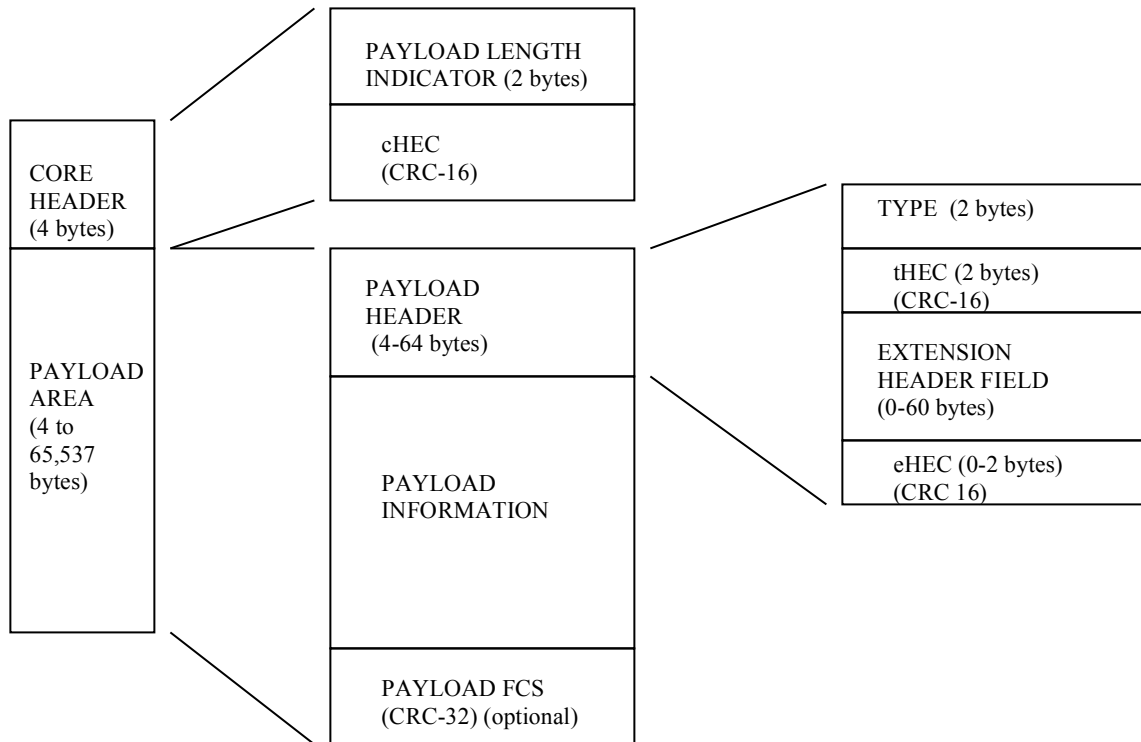 CORE
HEADER
(4 bytes)
PAYLOAD
AREA
(4 to
65,537
bytes)
PAYLOAD LENGTH
INDICATOR (2 bytes)
cHEC
(CRC-16)
PAYLOAD
HEADER
(4-64 bytes)
PAYLOAD
INFORMATION
PAYLOAD FCS
(CRC-32) (optional)
TYPE (2 bytes)
tHEC (2 bytes)
(CRC-16)
EXTENSION
HEADER FIELD
(0-60 bytes)
eHEC (0-2 bytes)
(CRC 16)